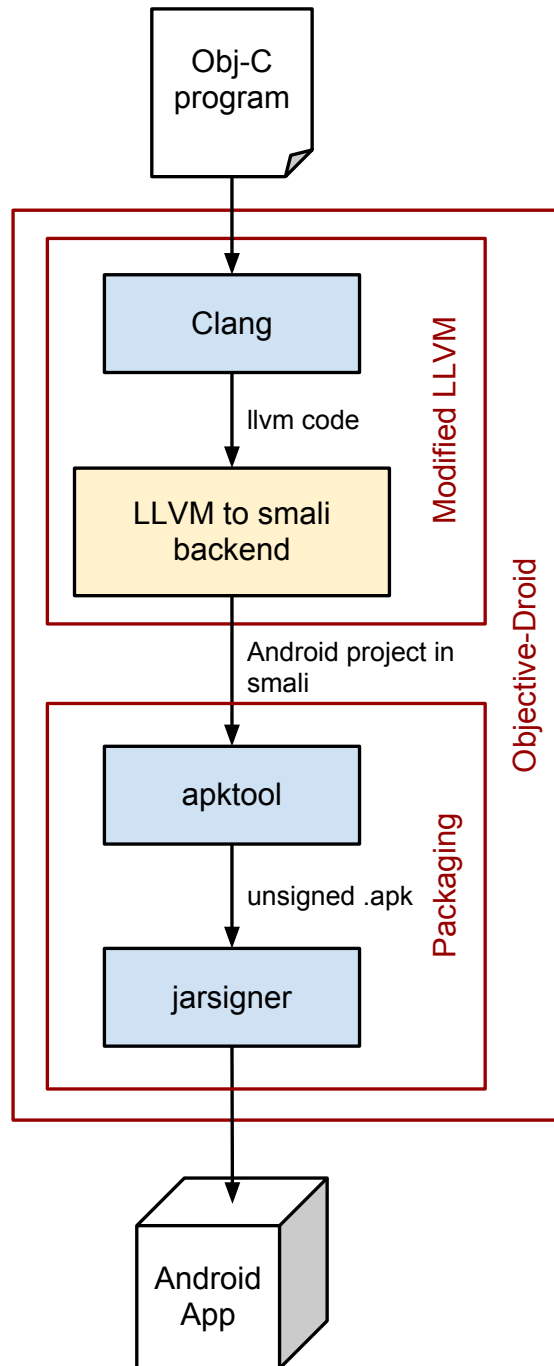 Obj-C
program
Clang
llvm code
LLVM to smali
backend
Modified LLVM
Android project in
smali
Objective-Droid
apktool
unsigned .apk
jarsigner
Packaging
Android
App